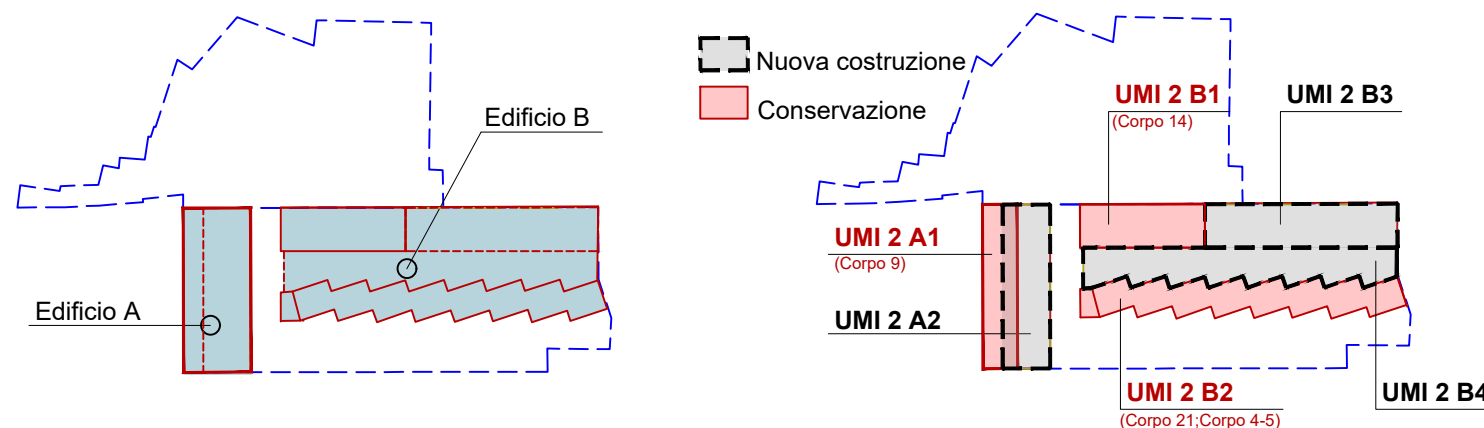 Edificio B
Edificio A
Nuova costruzione
Conservazione
UMI 2 B1
(Corpo 14)
UMI 2 B3
UMI 2 A1
(Corpo 9)
UMI 2 A2
UMI 2 B2
(Corpo 21;Corpo 4-5)
UMI 2 B4